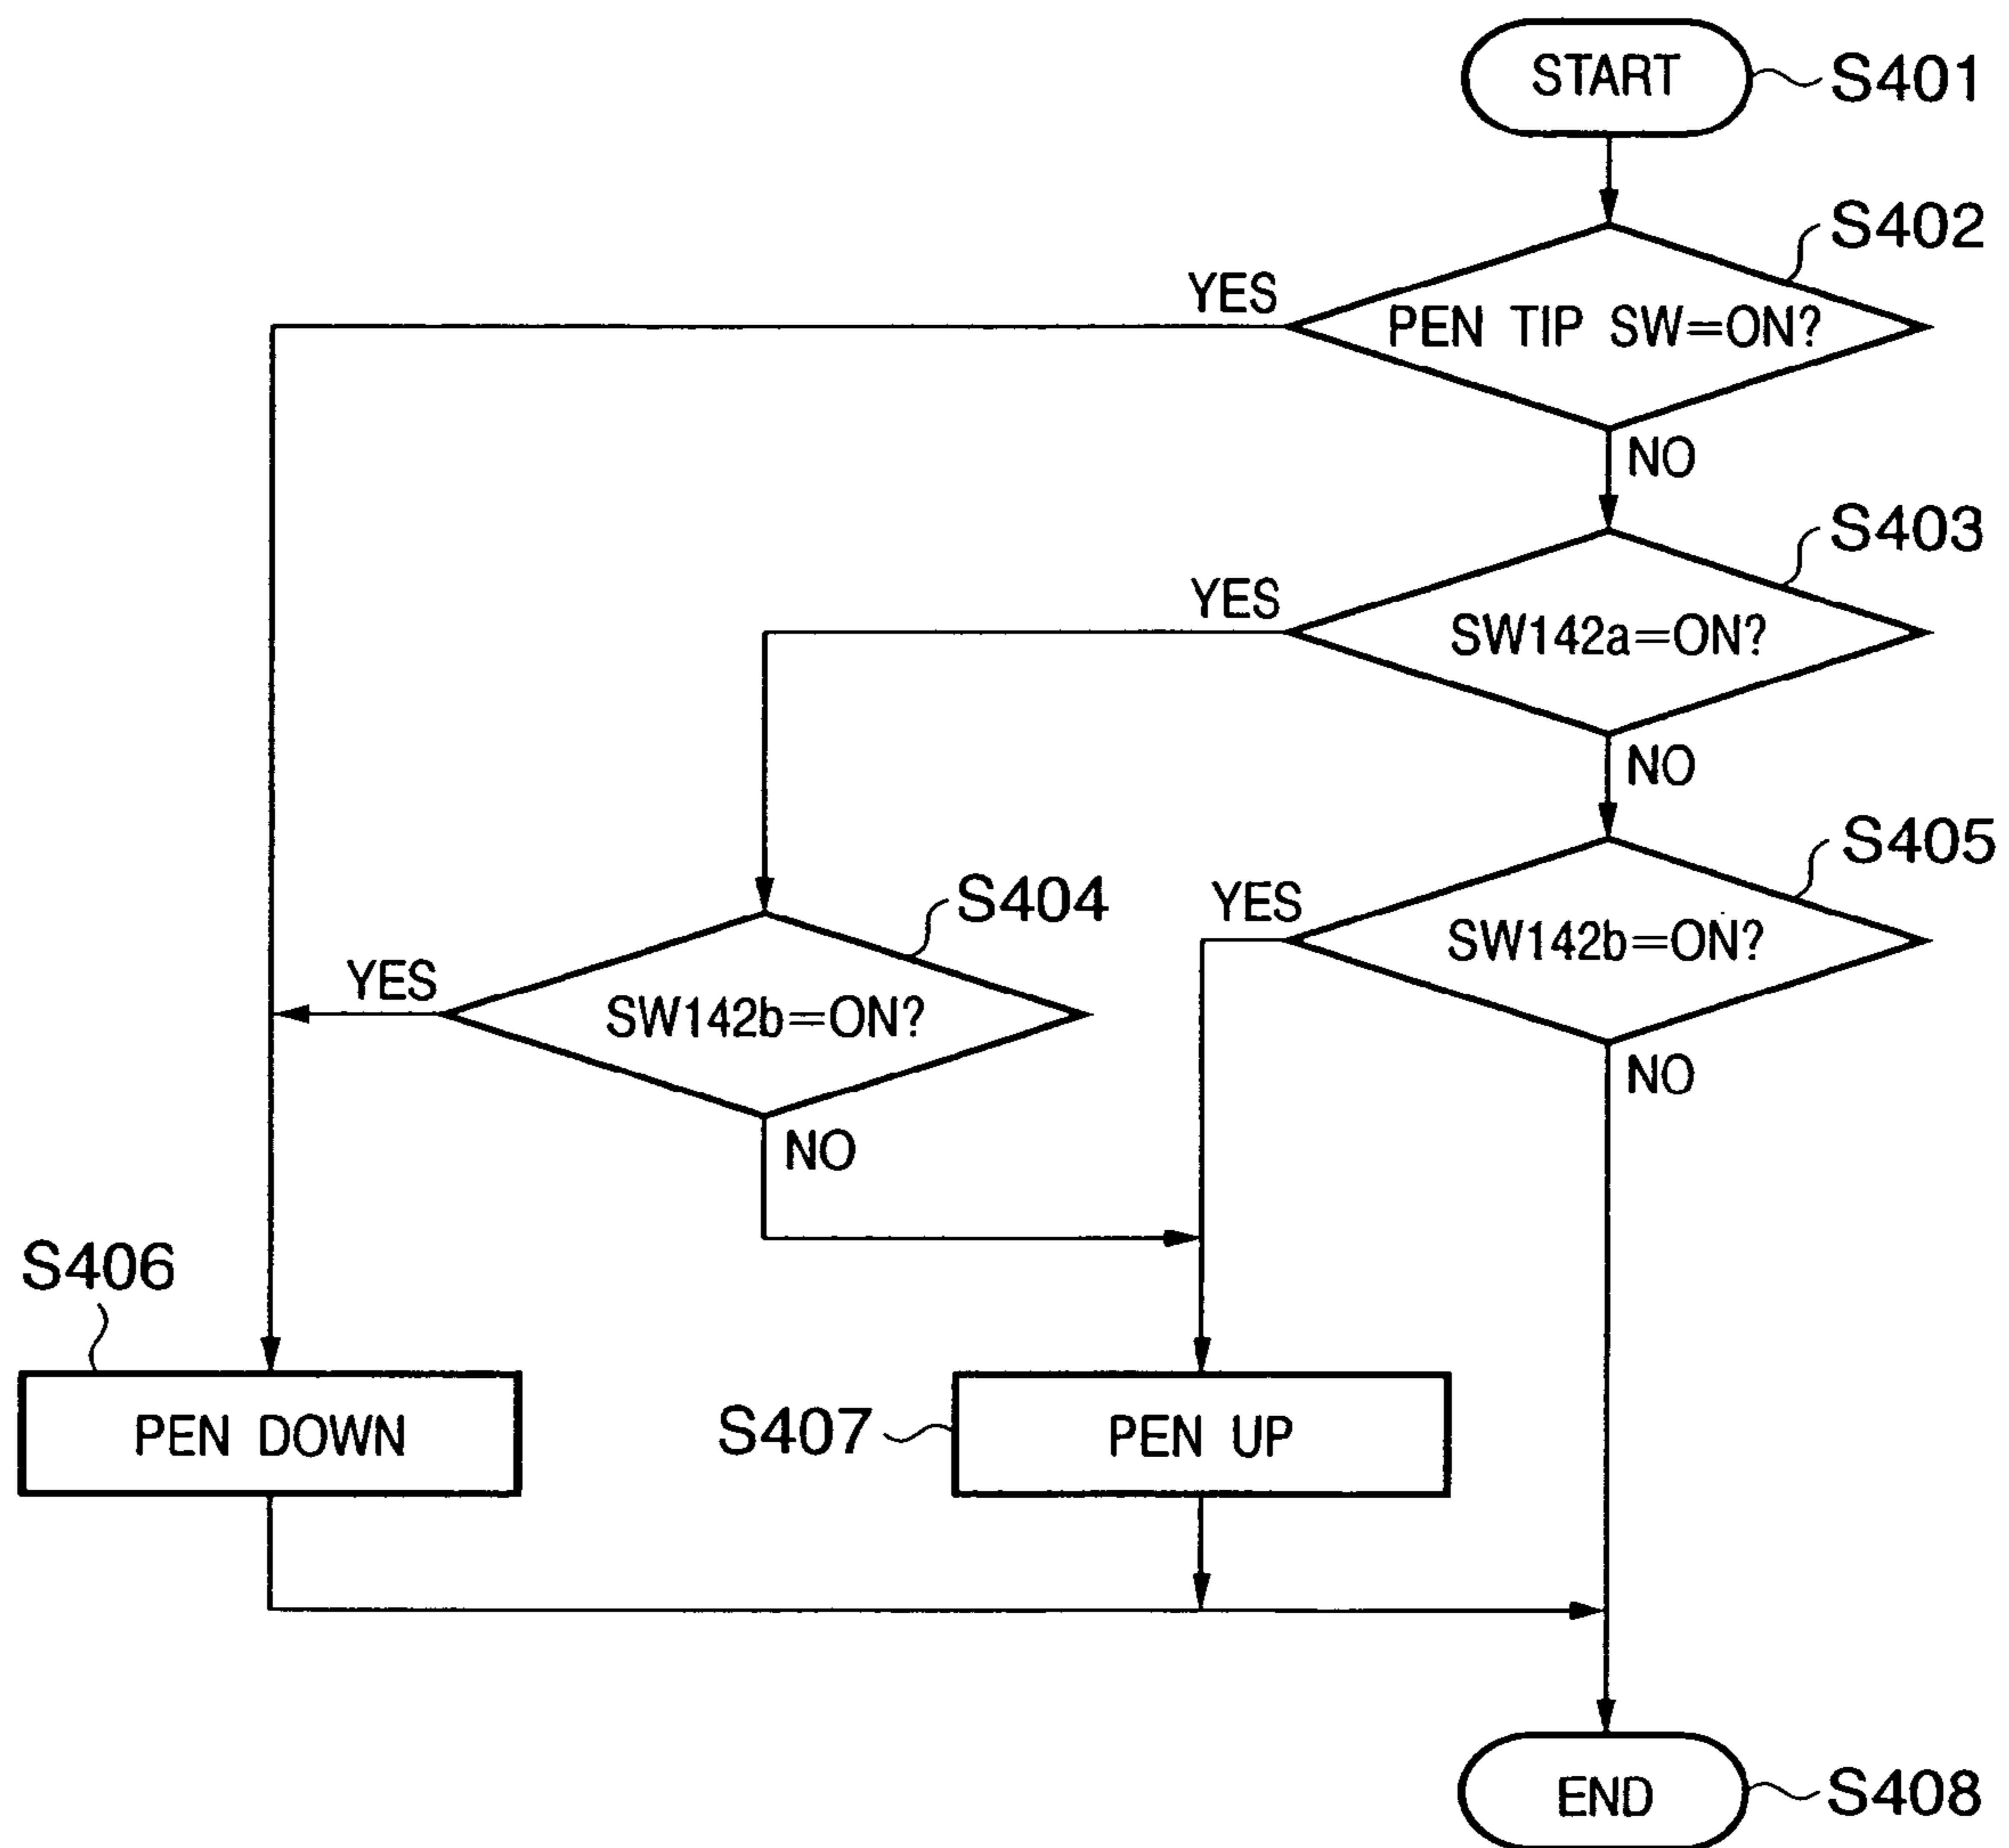 START
S401
S402
YES
PEN TIP SW=ON?
NO
S403
YES
SW142a=ON?
NO
S405
S404
YES
SW142b=ON?
YES
SW142b=ON?
NO
NO
S406
PEN DOWN
S407
PEN UP
END
S408